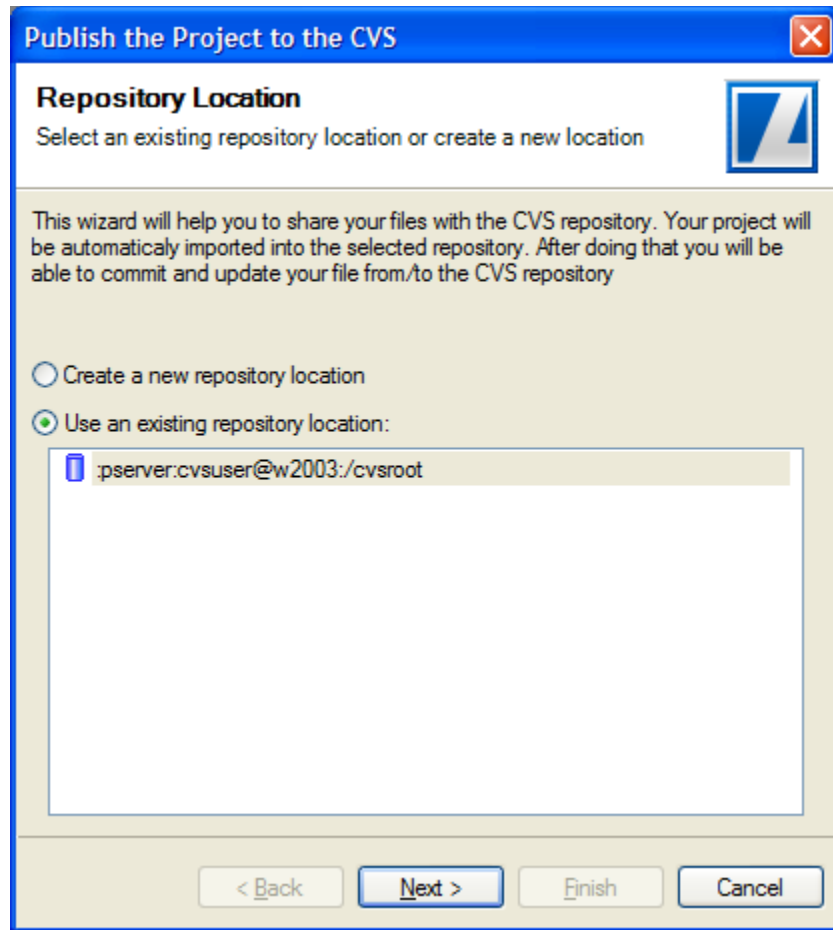 Publish the Project to the CVS
Repository Location
Select an existing repository location or create a new location
This wizard will help you to share your files with the CVS repository. Your project will
be automaticaly imported into the selected repository. After doing that you will be
able to commit and update your file from/to the CVS repository
Create a new repository location
Use an existing repository location:
:pserver:cvsuser@w2003:/cvsroot
< Back Next > Finish Cancel